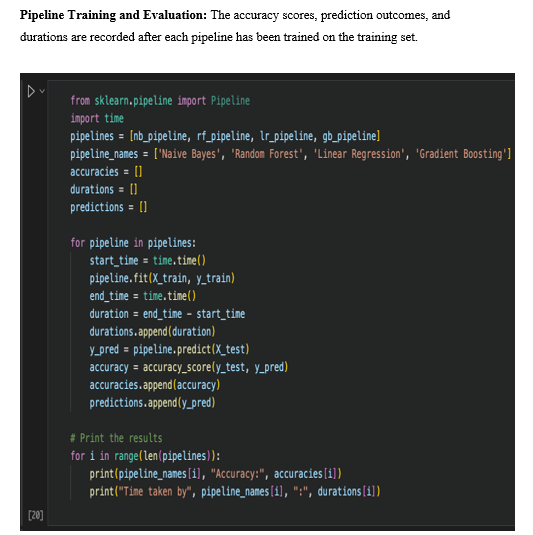 Pipeline Training and Evaluation: The accuracy scores, prediction outcomes, and
durations are recorded after each pipeline has been trained on the training set.
from sklearn.pipeline import Pipeline
import time
pipelines = [nb_pipeline, rf_pipeline, lr_pipeline, gb_pipeline]
pipeline_names = ['Naive Bayes', 'Random Forest', 'Linear Regression', 'Gradient Boosting']
accuracies = []
durations = []
predictions = []
for pipeline in pipelines:
    start_time = time.time()
    pipeline.fit(X_train, y_train)
    end_time = time.time()
    duration = end_time - start_time
    durations.append(duration)
    y_pred = pipeline.predict(X_test)
    accuracy = accuracy_score(y_test, y_pred)
    accuracies.append(accuracy)
    predictions.append(y_pred)
# Print the results
for i in range(len(pipelines)):
    print(pipeline_names[i], "Accuracy:", accuracies[i])
    print("Time taken by", pipeline_names[i], ":", durations[i])
[20]